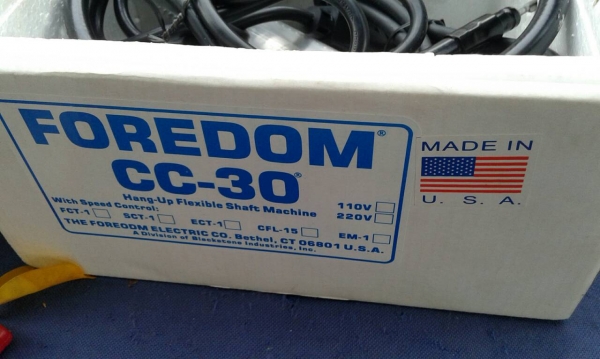 FOREDOM®
CC-30®
Hang-Up Flexible Shaft Machine
With Speed Control:
110V
220V
FCT-1 SCT-1 ECT-1 CFL-15 EM-1
THE FOREDOM ELECTRIC CO. Bethel, CT 06801 U.S.A.
A Division of Blackstone Industries, Inc.
MADE IN
U. S. A.